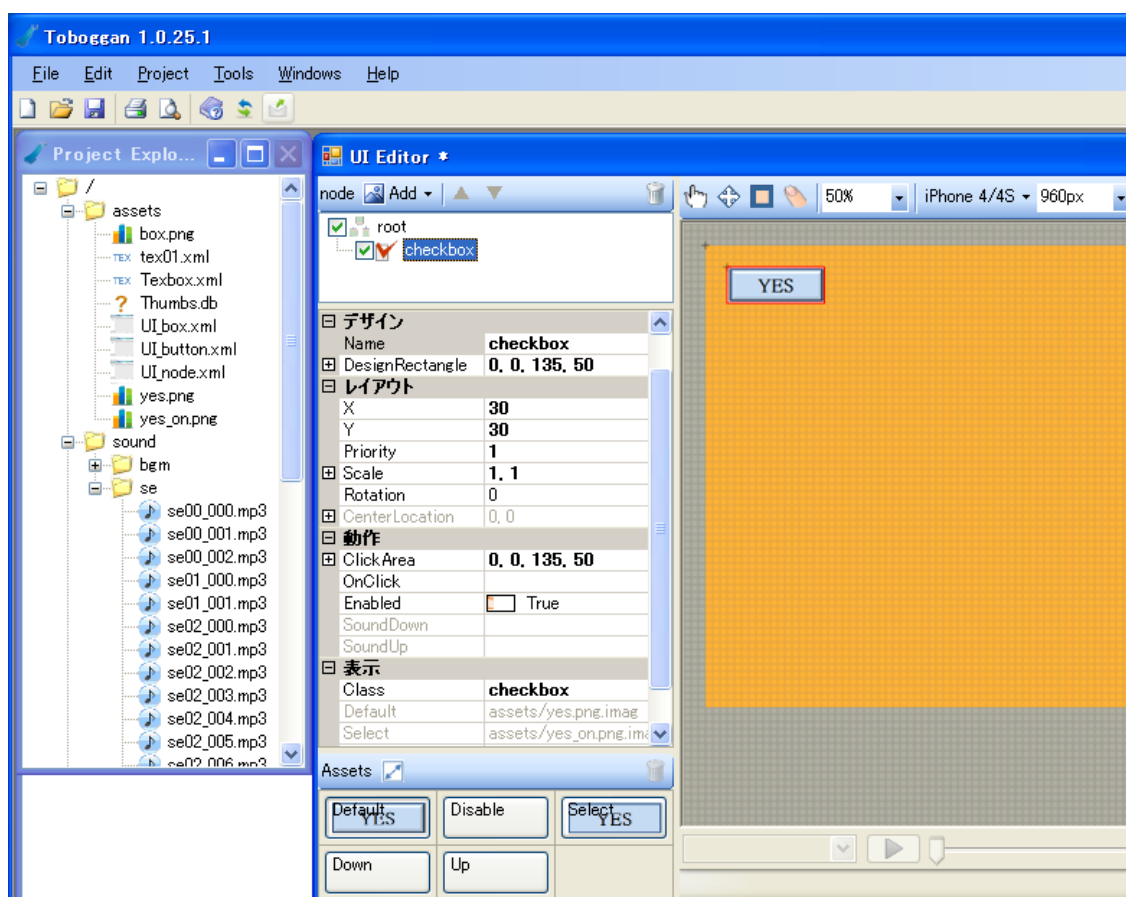 Toboggan 1.0.25.1
File Edit Project Tools Windows Help
Project Explo...
/
assets
box.png
TEX tex01.xml
TEX Texbox.xml
? Thumbs.db
UI_box.xml
UI_button.xml
UI_node.xml
yes.png
yes_on.png
sound
bgm
se
se00_000.mp3
se00_001.mp3
se00_002.mp3
se01_000.mp3
se01_001.mp3
se02_000.mp3
se02_001.mp3
se02_002.mp3
se02_003.mp3
se02_004.mp3
se02_005.mp3
se02_006.mp3
UI Editor *
node Add
root
checkbox
デザイン
Name checkbox
DesignRectangle 0, 0, 135, 50
レイアウト
X 30
Y 30
Priority 1
Scale 1, 1
Rotation 0
CenterLocation 0, 0
動作
ClickArea 0, 0, 135, 50
OnClick
Enabled True
SoundDown
SoundUp
表示
Class checkbox
Default assets/yes.png.imag
Select assets/yes_on.png.ima
Assets
Default YES
Disable
Select YES
Down
Up
50% iPhone 4/4S 960px
YES